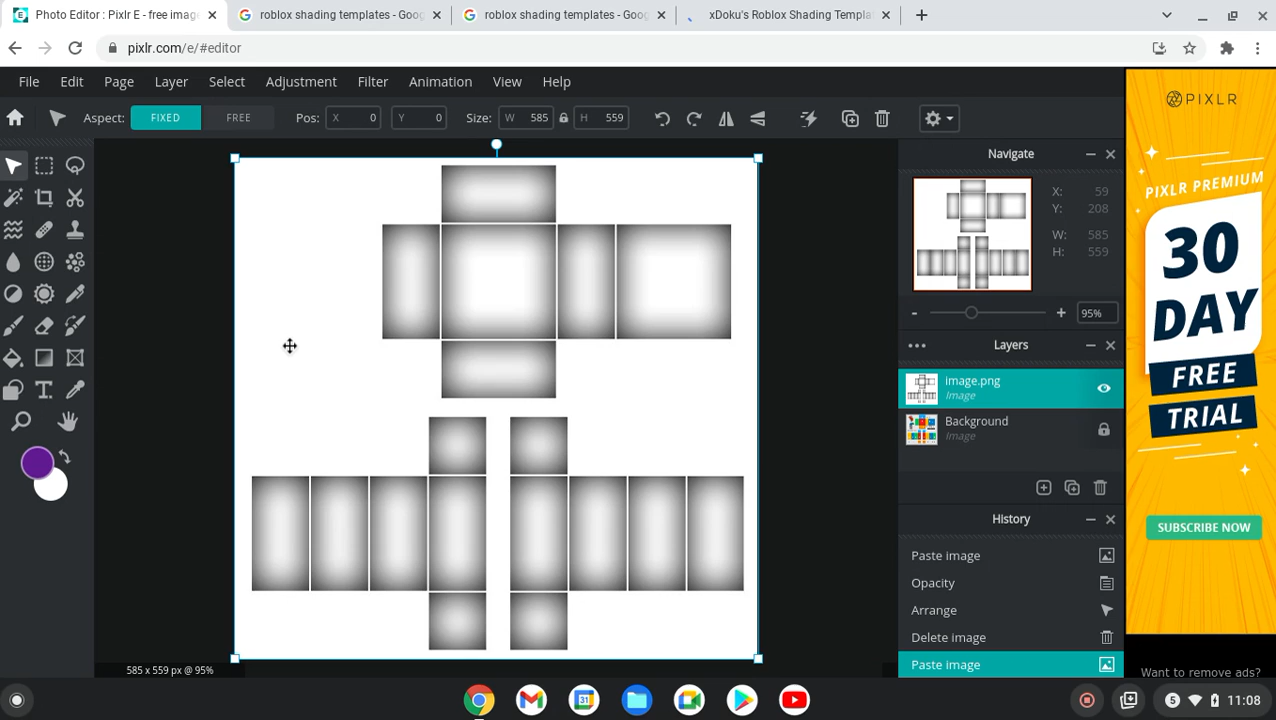 Photo Editor : Pixlr E - free imag
roblox shading templates - Goog
roblox shading templates - Goog
xDoku's Roblox Shading Templa
pixlr.com/e/#editor
File Edit Page Layer Select Adjustment Filter Animation View Help
Aspect: FIXED FREE Pos: X 0 Y 0 Size: W 585 H 559
Navigate
X: 59
Y: 208
W: 585
H: 559
- + 95%
Layers
image.png
Image
Background
Image
History
Paste image
Opacity
Arrange
Delete image
Paste image
585 x 559 px @ 95%
PIXLR
PIXLR PREMIUM
30
DAY
FREE
TRIAL
SUBSCRIBE NOW
Want to remove ads?
31
5 11:08